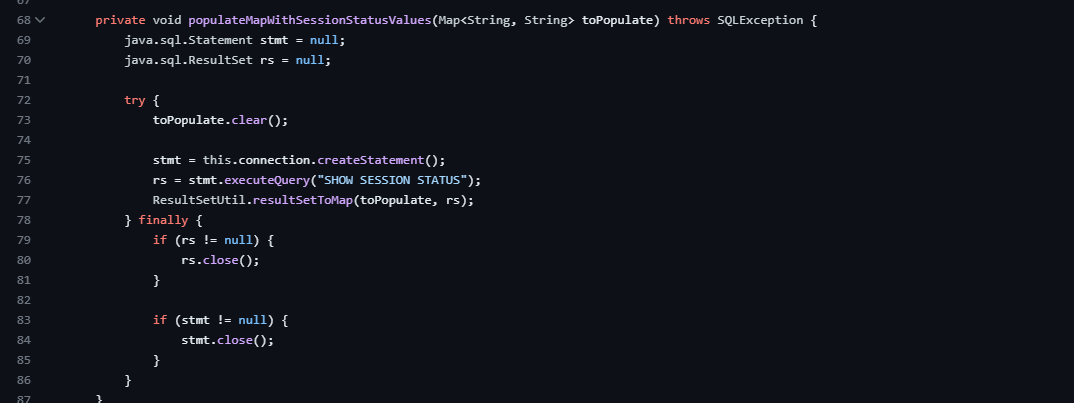 67
68 private void populateMapWithSessionStatusValues(Map<String, String> toPopulate) throws SQLException {
69 java.sql.Statement stmt = null;
70 java.sql.ResultSet rs = null;
71
72 try {
73 toPopulate.clear();
74
75 stmt = this.connection.createStatement();
76 rs = stmt.executeQuery("SHOW SESSION STATUS");
77 ResultSetUtil.resultSetToMap(toPopulate, rs);
78 } finally {
79 if (rs != null) {
80 rs.close();
81 }
82
83 if (stmt != null) {
84 stmt.close();
85 }
86 }
87 }